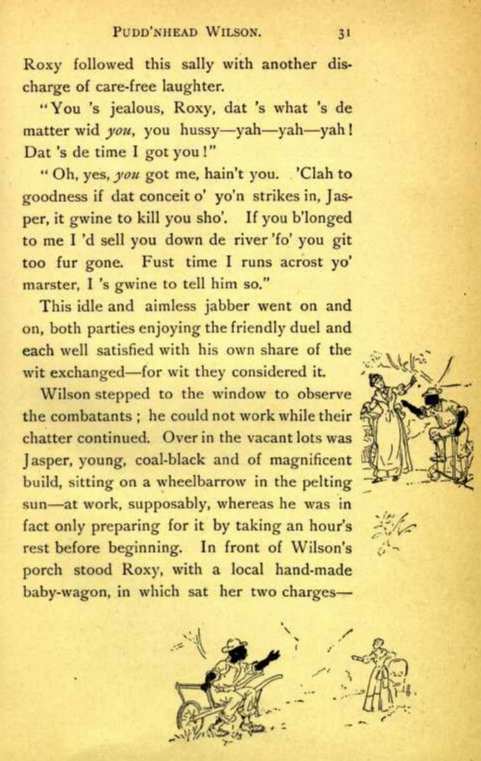 PUDD'NHEAD WILSON. 31
Roxy followed this sally with another dis-
charge of care-free laughter.
"You 's jealous, Roxy, dat 's what 's de
matter wid you, you hussy—yah—yah—yah!
Dat 's de time I got you!"
"Oh, yes, you got me, hain't you. 'Clah to
goodness if dat conceit o' yo'n strikes in, Jas-
per, it gwine to kill you sho'. If you b'longed
to me I 'd sell you down de river 'fo' you git
too fur gone. Fust time I runs acrost yo'
marster, I 's gwine to tell him so."
This idle and aimless jabber went on and
on, both parties enjoying the friendly duel and
each well satisfied with his own share of the
wit exchanged—for wit they considered it.
Wilson stepped to the window to observe
the combatants; he could not work while their
chatter continued. Over in the vacant lots was
Jasper, young, coal-black and of magnificent
build, sitting on a wheelbarrow in the pelting
sun—at work, supposably, whereas he was in
fact only preparing for it by taking an hour's
rest before beginning. In front of Wilson's
porch stood Roxy, with a local hand-made
baby-wagon, in which sat her two charges—